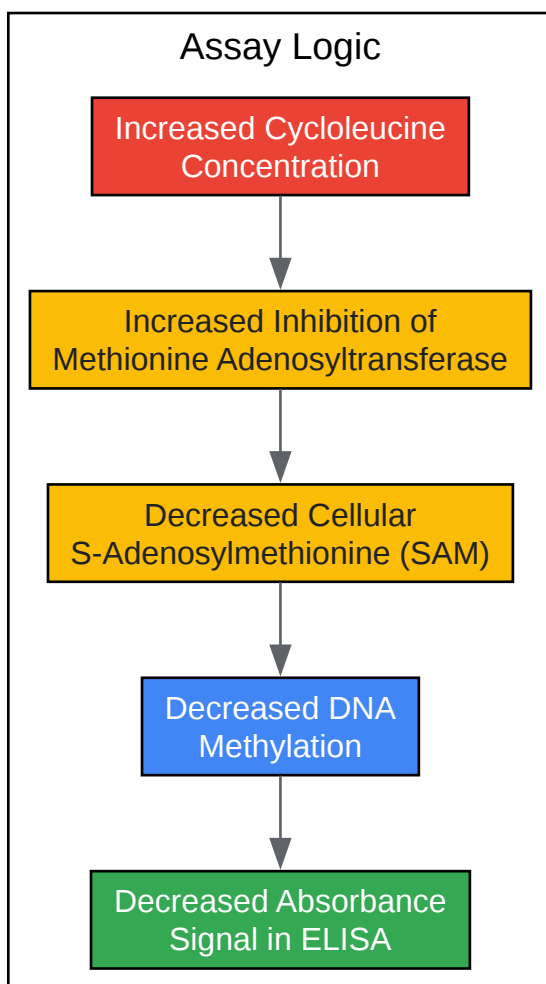 Assay Logic
Increased Cycloleucine
Concentration
Increased Inhibition of
Methionine Adenosyltransferase
Decreased Cellular
S-Adenosylmethionine (SAM)
Decreased DNA
Methylation
Decreased Absorbance
Signal in ELISA